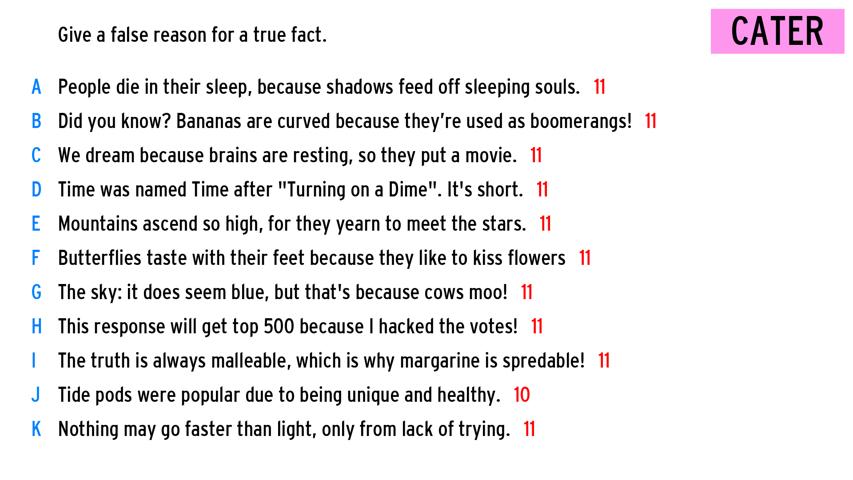 Give a false reason for a true fact.
CATER
A People die in their sleep, because shadows feed off sleeping souls. 11
B Did you know? Bananas are curved because they're used as boomerangs! 11
C We dream because brains are resting, so they put a movie. 11
D Time was named Time after "Turning on a Dime". It's short. 11
E Mountains ascend so high, for they yearn to meet the stars. 11
F Butterflies taste with their feet because they like to kiss flowers 11
G The sky: it does seem blue, but that's because cows moo! 11
H This response will get top 500 because I hacked the votes! 11
I The truth is always malleable, which is why margarine is spredable! 11
J Tide pods were popular due to being unique and healthy. 10
K Nothing may go faster than light, only from lack of trying. 11